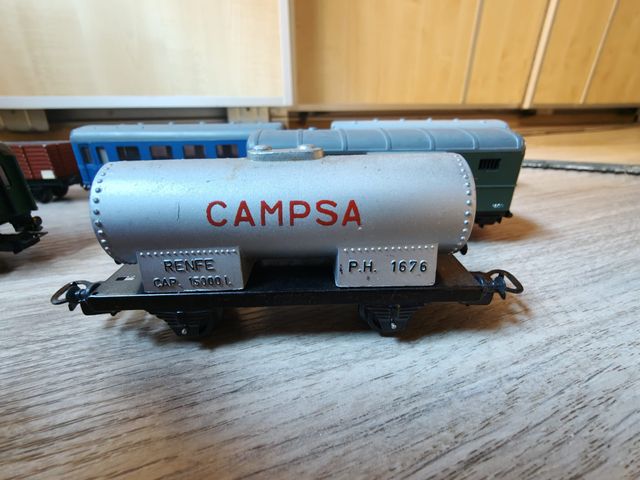 CAMPSA
RENFE
CAP. 15000 L.
P.H. 1676